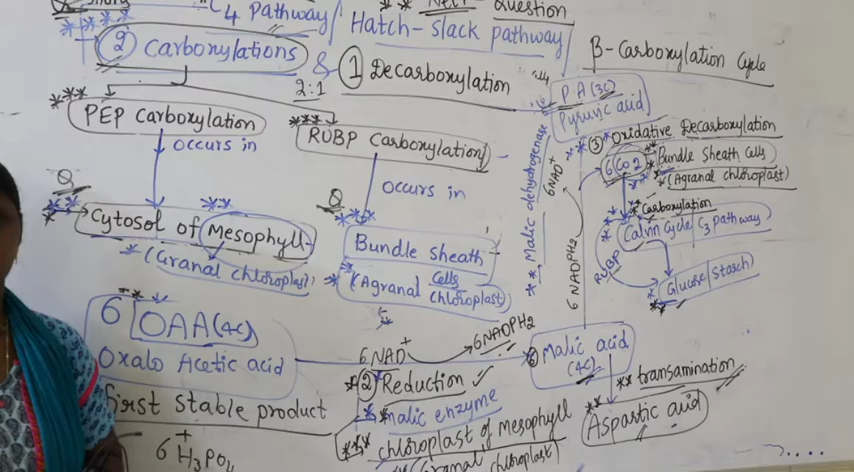 C4 Pathway/
Hatch-Slack pathway
** Question
② Carboxylations
& ① Decarboxylation
2:1
β-Carboxylation Cycle
*** PEP Carboxylation
occurs in
*** RUBP Carboxylation
occurs in
Q
** Cytosol of Mesophyll
* (Granal chloroplast)
Q
*** Bundle sheath
Cells
* (Agranal chloroplast)
6 OAA (4C)
Oxalo Acetic acid
first stable product
6 H3PO4
6NAD+
6NADPH2
② Reduction ✓
** malic enzyme
*** chloroplast of Mesophyll
** (Granal chloroplast)
6 Malic acid
(4C)
** transamination
** Aspastic acid
** Malic dehydrogenase
6NAD+
6 NADPH2
P.A (3C)
Pyruvic acid
** ③ Oxidative Decarboxylation
6CO2
** Bundle Sheath Cells
* (Agranal chloroplast)
* Carboxylation
** Calvin Cycle/C3 pathway
RUBP
* Glucose/Starch